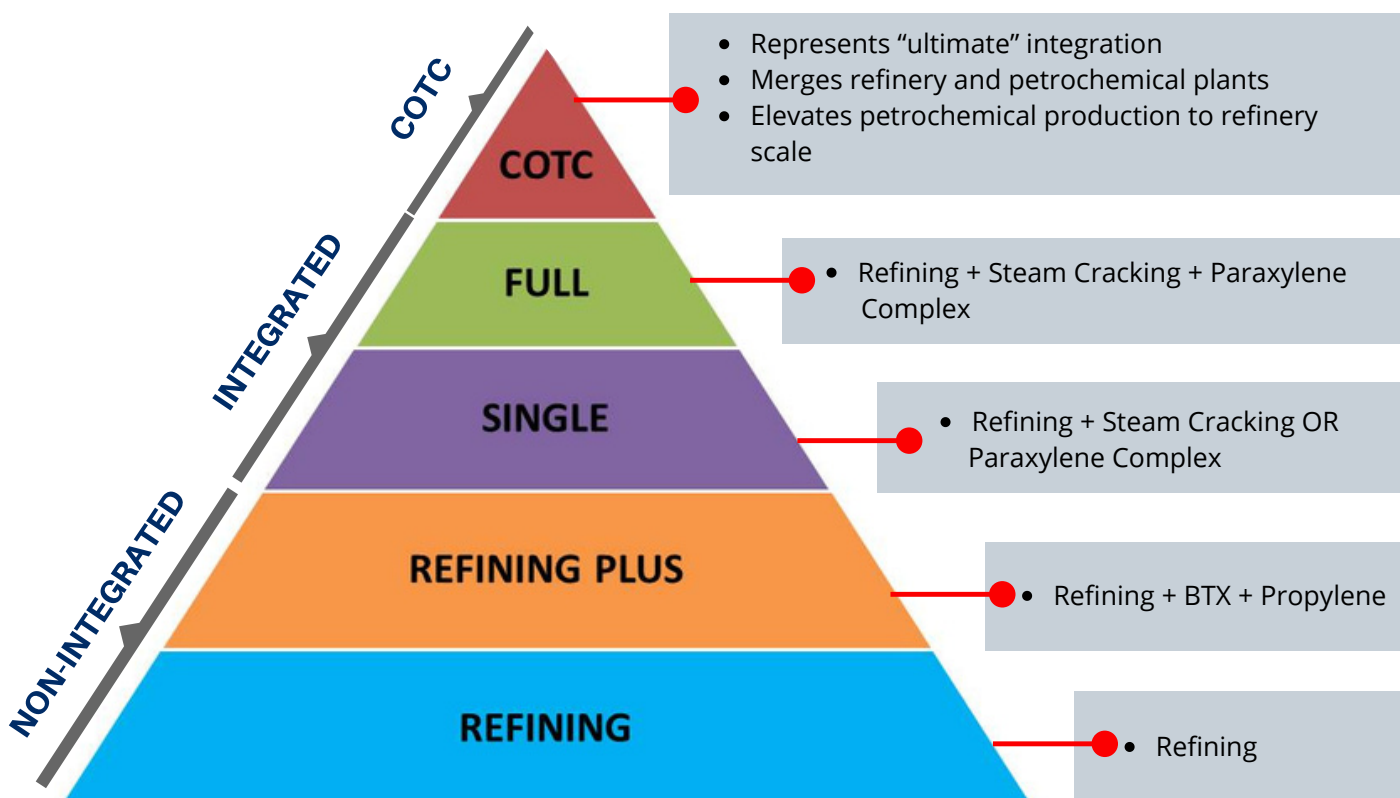 COTC
• Represents “ultimate” integration
• Merges refinery and petrochemical plants
• Elevates petrochemical production to refinery
scale
COTC
INTEGRATED
FULL
• Refining + Steam Cracking + Paraxylene
Complex
SINGLE
• Refining + Steam Cracking OR
Paraxylene Complex
NON-INTEGRATED
REFINING PLUS
• Refining + BTX + Propylene
REFINING
• Refining